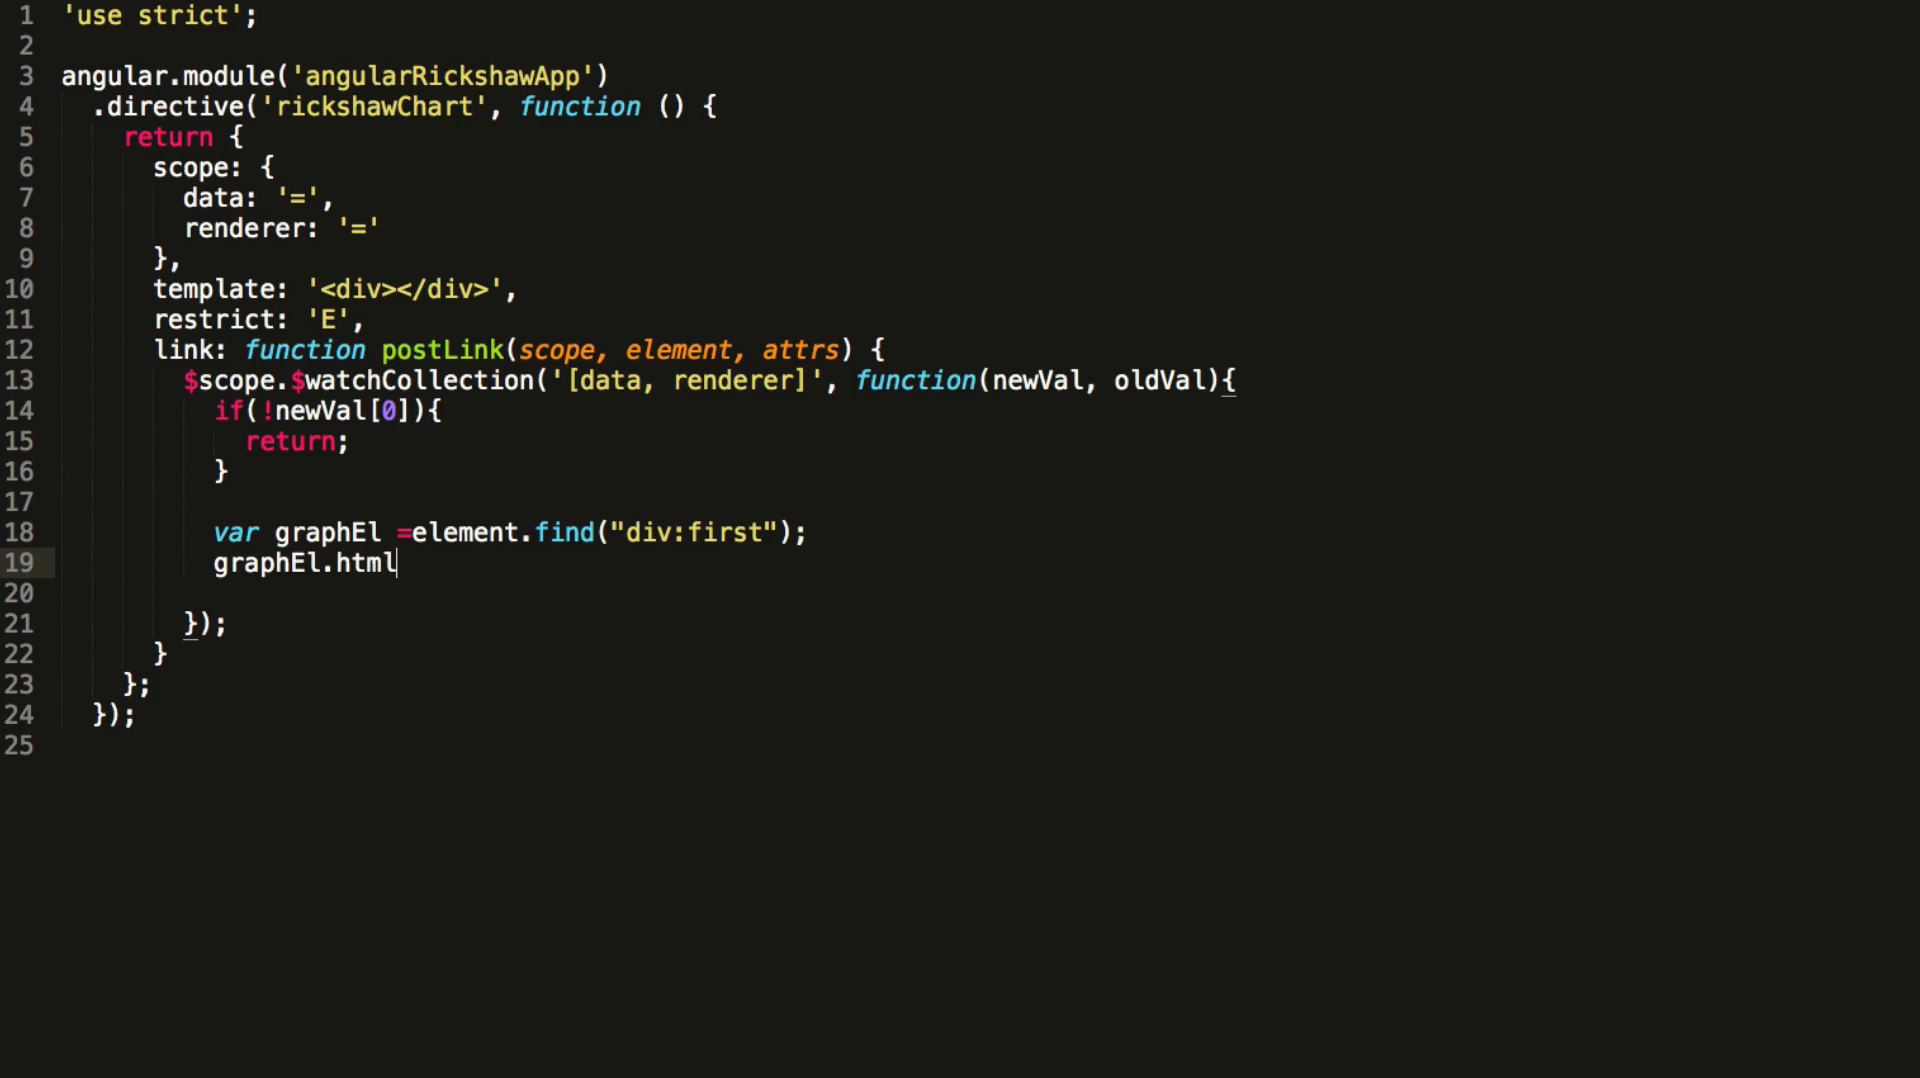 1 'use strict';
2
3 angular.module('angularRickshawApp')
4   .directive('rickshawChart', function () {
5     return {
6       scope: {
7         data: '=',
8         renderer: '='
9       },
10       template: '<div></div>',
11       restrict: 'E',
12       link: function postLink(scope, element, attrs) {
13         $scope.$watchCollection('[data, renderer]', function(newVal, oldVal){
14           if(!newVal[0]){
15             return;
16           }
17
18           var graphEl =element.find("div:first");
19           graphEl.html
20
21         });
22       }
23     };
24   });
25